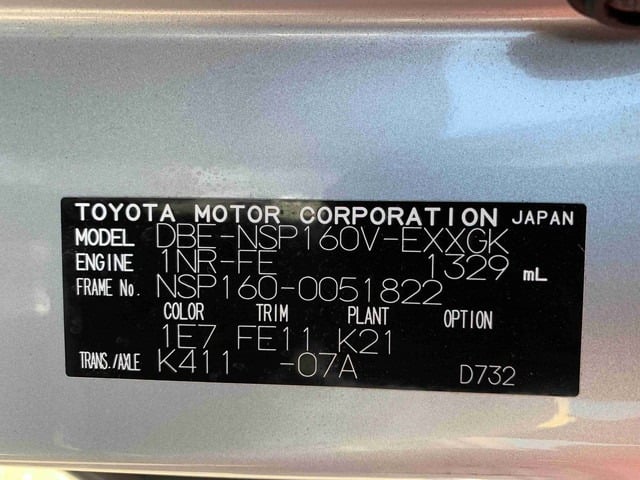 TOYOTA MOTOR CORPORATION JAPAN
MODEL DBE-NSP160V-EXXGK
ENGINE 1NR-FE 1329 mL
FRAME No. NSP160-0051822
COLOR TRIM PLANT OPTION
1E7 FE11 K21
TRANS./AXLE K411 -07A D732